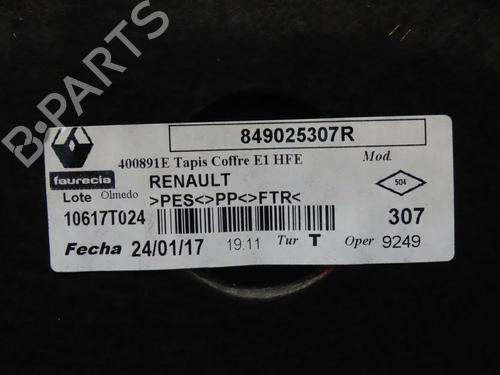 B-PARTS
849025307R
400891E Tapis Coffre E1 HFE
Mod.
faurecia
RENAULT
504
Lote Olmedo
>PES<>PP<>FTR<
10617T024
307
Fecha 24/01/17 19:11 Tur T Oper 9249